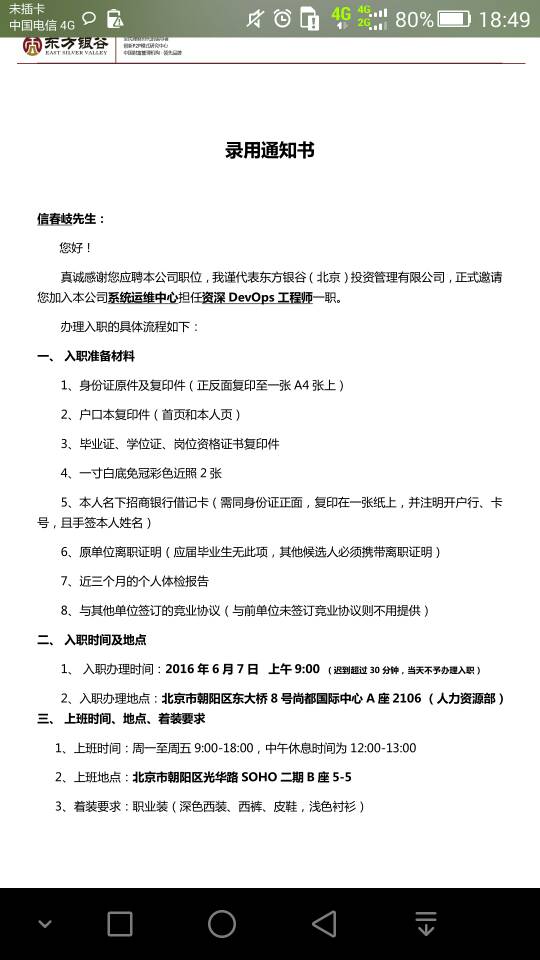 未插卡
中国电信 4G
4G
4G
2G
80%
18:49
东方银谷
EAST SILVER VALLEY
录用通知书
信春岐先生：
您好！
真诚感谢您应聘本公司职位，我谨代表东方银谷（北京）投资管理有限公司，正式邀请
您加入本公司系统运维中心担任资深 DevOps 工程师一职。
办理入职的具体流程如下：
一、 入职准备材料
1、身份证原件及复印件（正反面复印至一张 A4 张上）
2、户口本复印件（首页和本人页）
3、毕业证、学位证、岗位资格证书复印件
4、一寸白底免冠彩色近照 2 张
5、本人名下招商银行借记卡（需同身份证正面，复印在一张纸上，并注明开户行、卡
号，且手签本人姓名）
6、原单位离职证明（应届毕业生无此项，其他候选人必须携带离职证明）
7、近三个月的个人体检报告
8、与其他单位签订的竞业协议（与前单位未签订竞业协议则不用提供）
二、 入职时间及地点
1、 入职办理时间：2016 年 6 月 7 日 上午 9:00 （迟到超过 30 分钟，当天不予办理入职）
2、入职办理地点：北京市朝阳区东大桥 8 号尚都国际中心 A 座 2106 （人力资源部）
三、 上班时间、地点、着装要求
1、上班时间：周一至周五 9:00-18:00，中午休息时间为 12:00-13:00
2、上班地点：北京市朝阳区光华路 SOHO 二期 B 座 5-5
3、着装要求：职业装（深色西装、西裤、皮鞋，浅色衬衫）